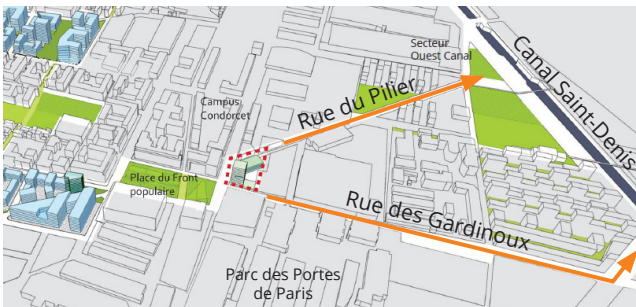 Secteur
Ouest Canal
Canal Saint-Denis
Rue du Pilier
Campus
Condorcet
Place du Front
populaire
Rue des Gardinoux
Parc des Portes
de Paris